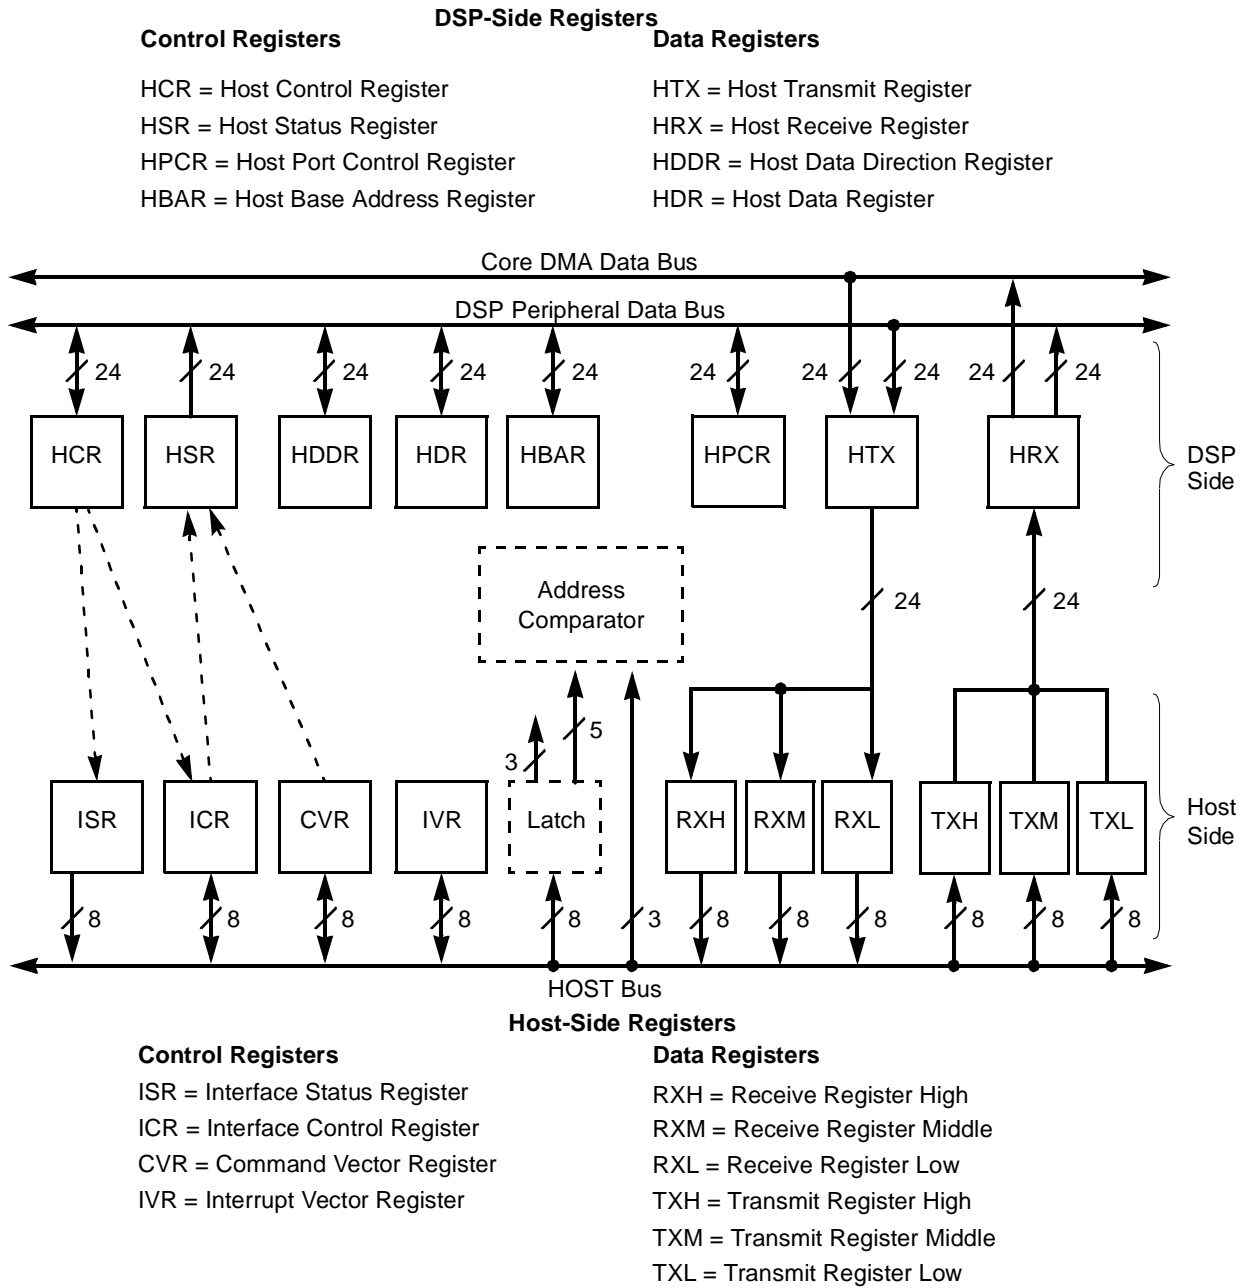 DSP-Side Registers
Control Registers
Data Registers
HCR = Host Control Register
HSR = Host Status Register
HPCR = Host Port Control Register
HBAR = Host Base Address Register
HTX = Host Transmit Register
HRX = Host Receive Register
HDDR = Host Data Direction Register
HDR = Host Data Register
Core DMA Data Bus
DSP Peripheral Data Bus
24 24 24 24 24 24 24 24 24 24
HCR HSR HDDR HDR HBAR HPCR HTX HRX
DSP
Side
Address
Comparator
24 24
5
3
ISR ICR CVR IVR Latch RXH RXM RXL TXH TXM TXL
Host
Side
8 8 8 8 8 3 8 8 8 8 8 8
HOST Bus
Host-Side Registers
Control Registers
Data Registers
ISR = Interface Status Register
ICR = Interface Control Register
CVR = Command Vector Register
IVR = Interrupt Vector Register
RXH = Receive Register High
RXM = Receive Register Middle
RXL = Receive Register Low
TXH = Transmit Register High
TXM = Transmit Register Middle
TXL = Transmit Register Low